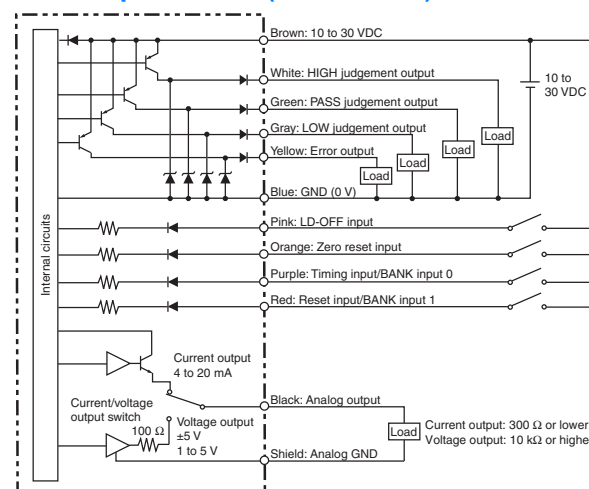 Brown: 10 to 30 VDC
White: HIGH judgement output
10 to
30 VDC
Green: PASS judgement output
Gray: LOW judgement output
Load
Load
Load
Load
Yellow: Error output
Blue: GND (0 V)
Internal circuits
Pink: LD-OFF input
Orange: Zero reset input
Purple: Timing input/BANK input 0
Red: Reset input/BANK input 1
Current output
4 to 20 mA
Current/voltage
output switch
Black: Analog output
100 Ω
Voltage output
±5 V
1 to 5 V
Load
Current output: 300 Ω or lower
Voltage output: 10 kΩ or highe
Shield: Analog GND